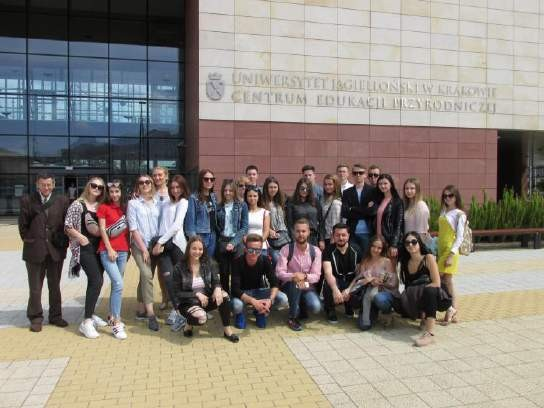 UNIWERSYTET JAGIELLOŃSKI W KRAKOWIE
CENTRUM EDUKACJI PRZYRODNICZEJ